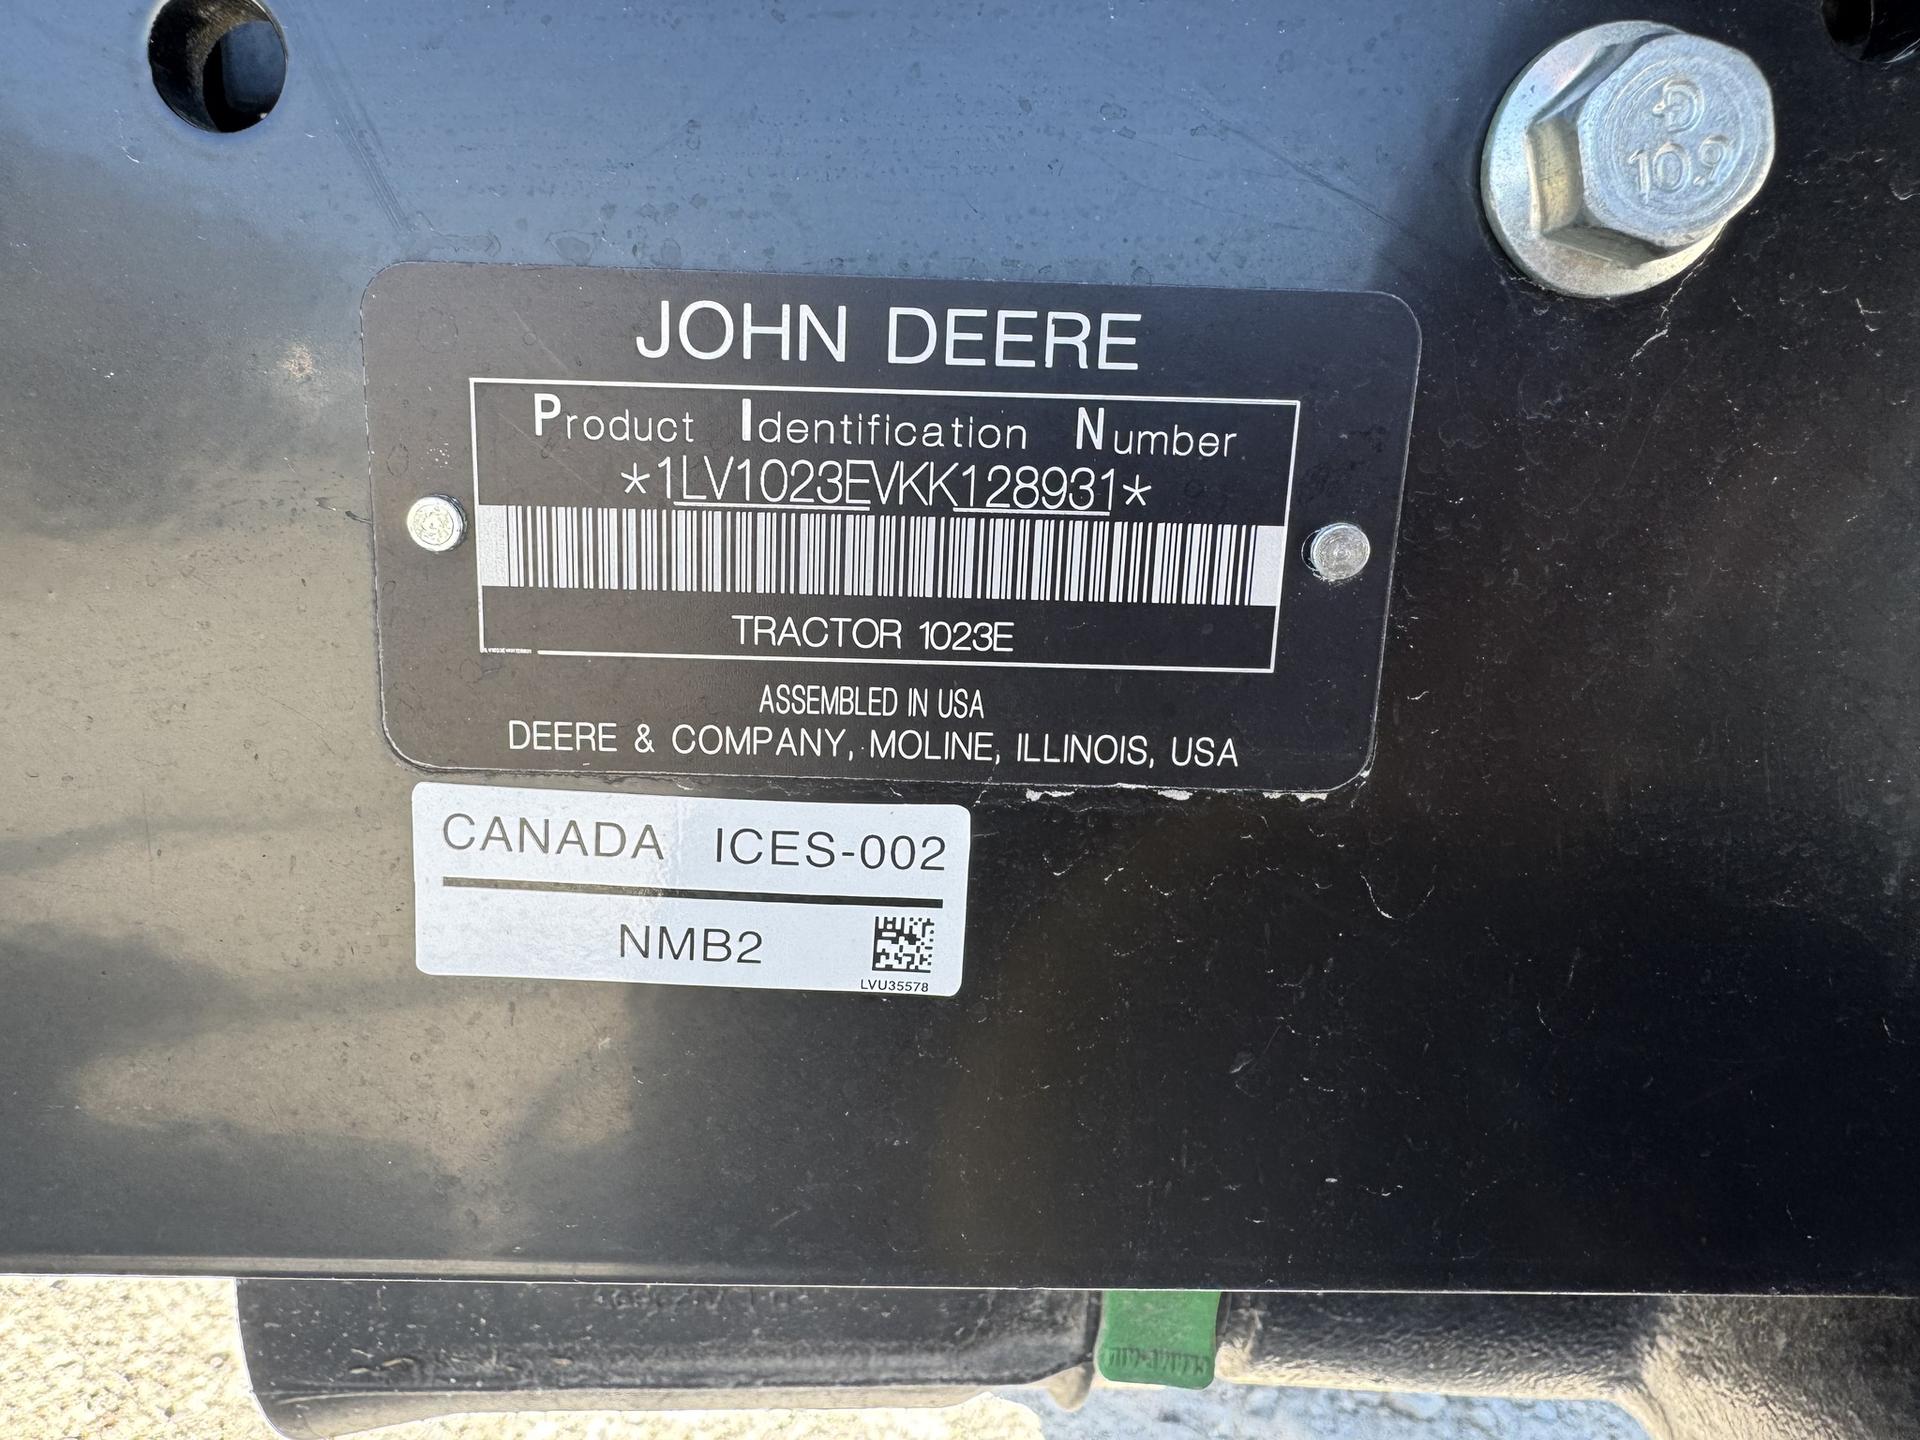 Đ
10.9
JOHN DEERE
Product Identification Number
*1LV1023EVKK128931*
TRACTOR 1023E
ASSEMBLED IN USA
DEERE & COMPANY, MOLINE, ILLINOIS, USA
CANADA ICES-002
NMB2
LVU35578